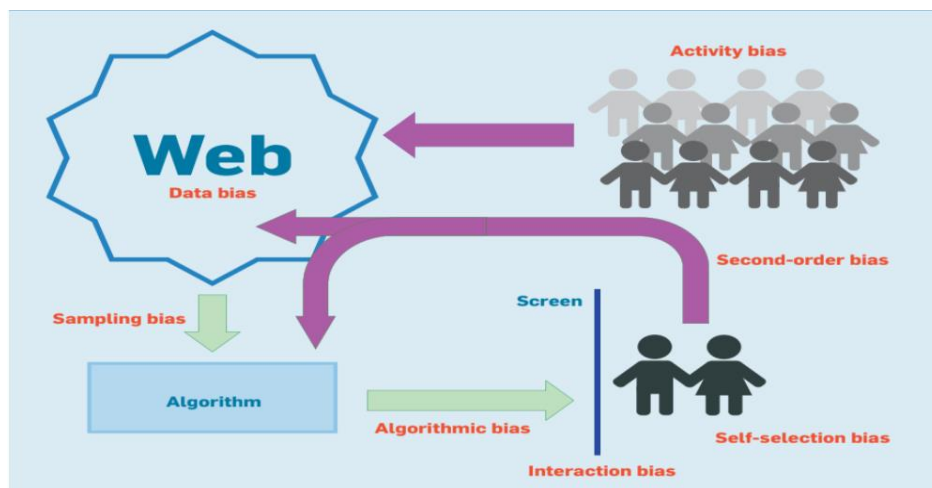 Activity bias
Web
Data bias
Second-order bias
Screen
Sampling bias
Algorithm
Algorithmic bias
Self-selection bias
Interaction bias